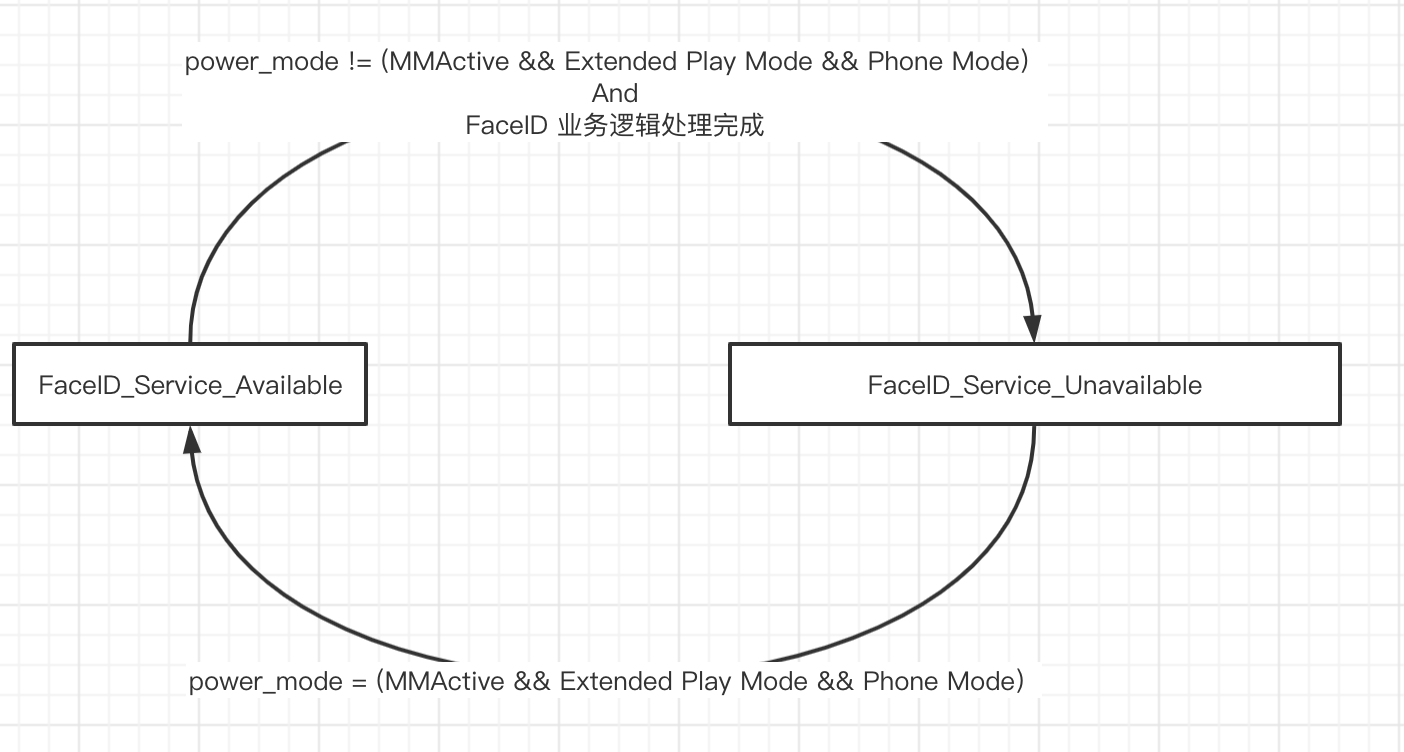 power_mode != (MMActive && Extended Play Mode && Phone Mode)
And
FaceID 业务逻辑处理完成
FaceID_Service_Available
FaceID_Service_Unavailable
power_mode = (MMActive && Extended Play Mode && Phone Mode)